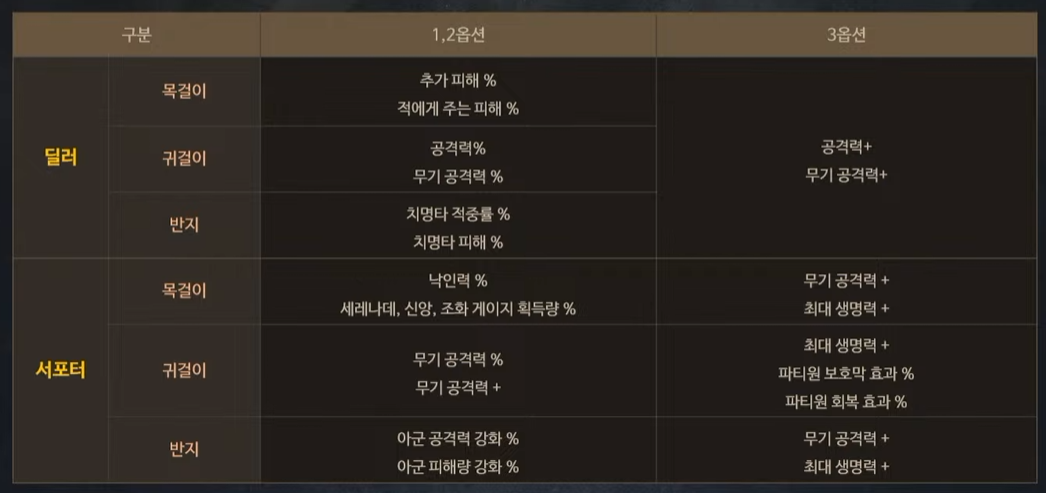 구분 1,2옵션 3옵션
딜러
목걸이
추가 피해 %
적에게 주는 피해 %
귀걸이
공격력%
무기 공격력 %
반지
치명타 적중률 %
치명타 피해 %
공격력+
무기 공격력+
서포터
목걸이
낙인력 %
세레나데, 신앙, 조화 게이지 획득량 %
무기 공격력 +
최대 생명력 +
귀걸이
무기 공격력 %
무기 공격력 +
최대 생명력 +
파티원 보호막 효과 %
파티원 회복 효과 %
반지
아군 공격력 강화 %
아군 피해량 강화 %
무기 공격력 +
최대 생명력 +